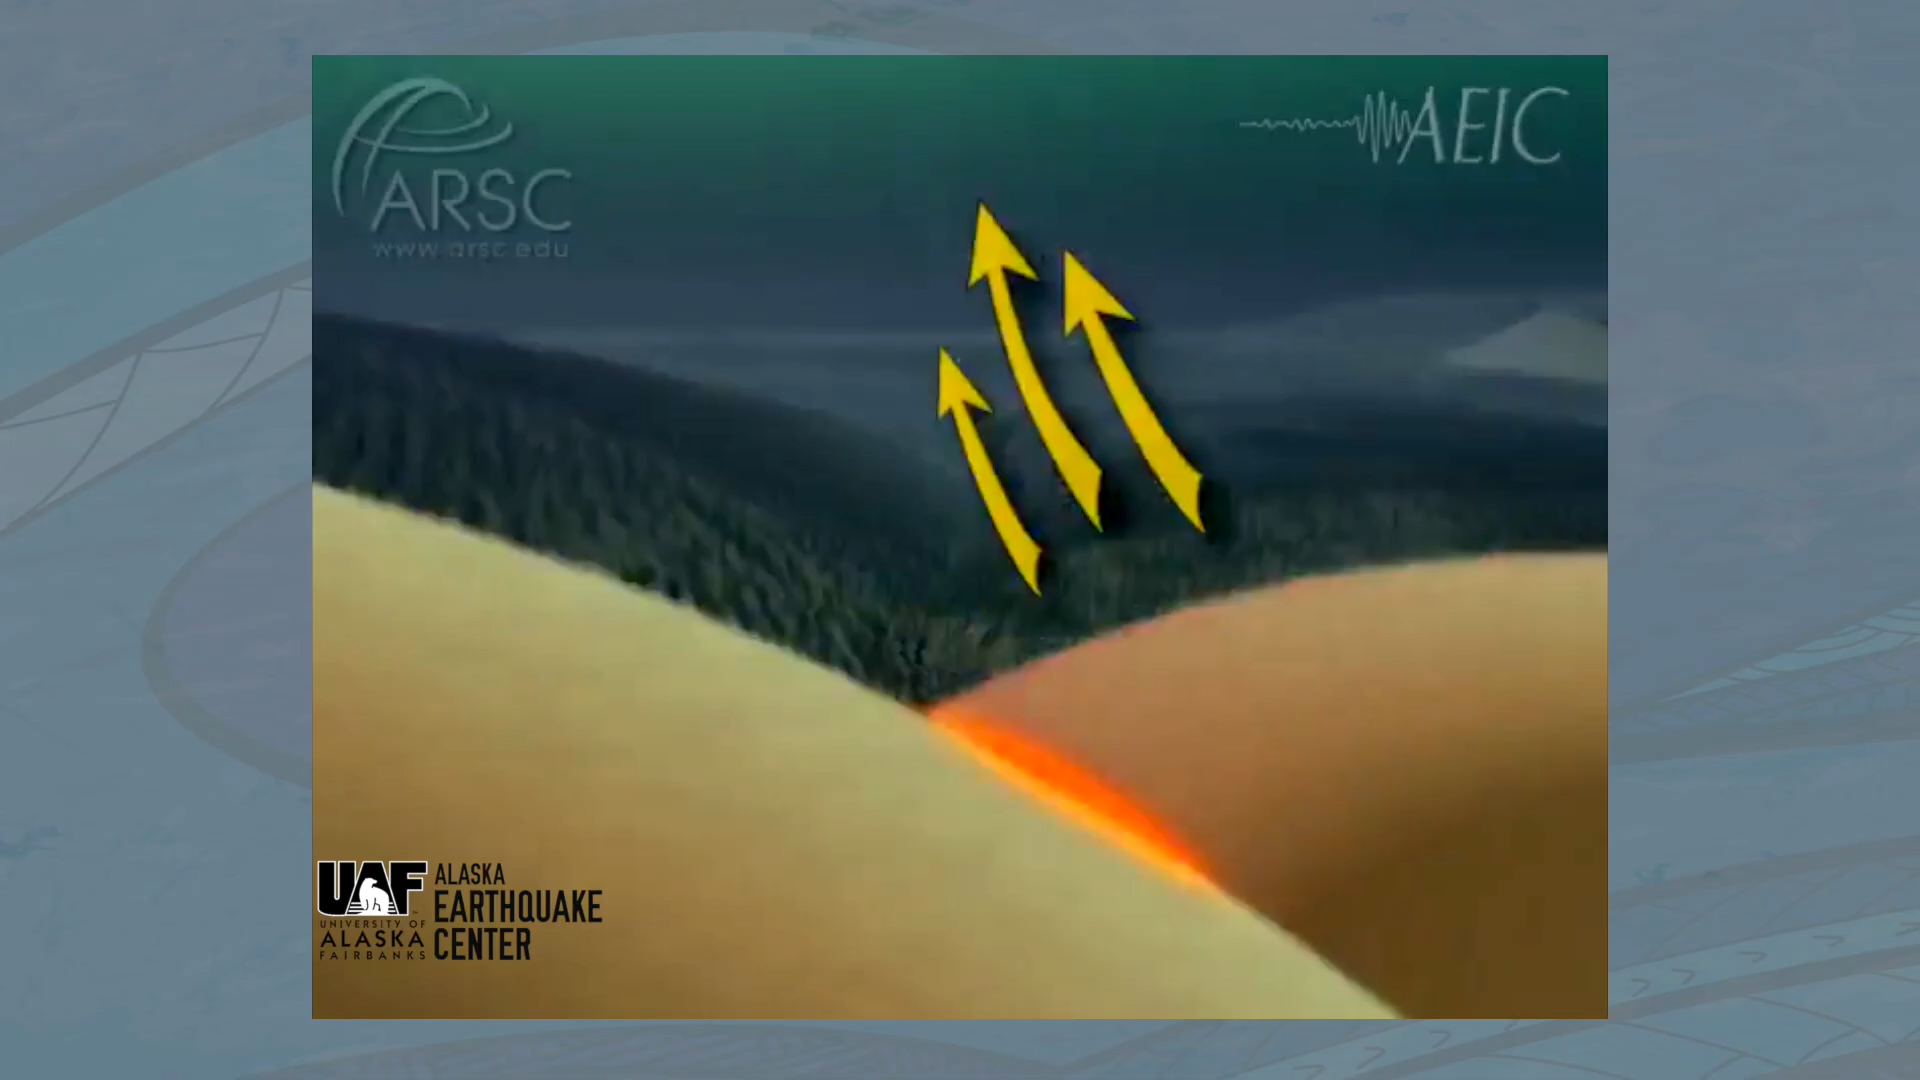 ARSC
www.arsc.edu
AEIC
UAF
UNIVERSITY OF
ALASKA
FAIRBANKS
ALASKA
EARTHQUAKE
CENTER